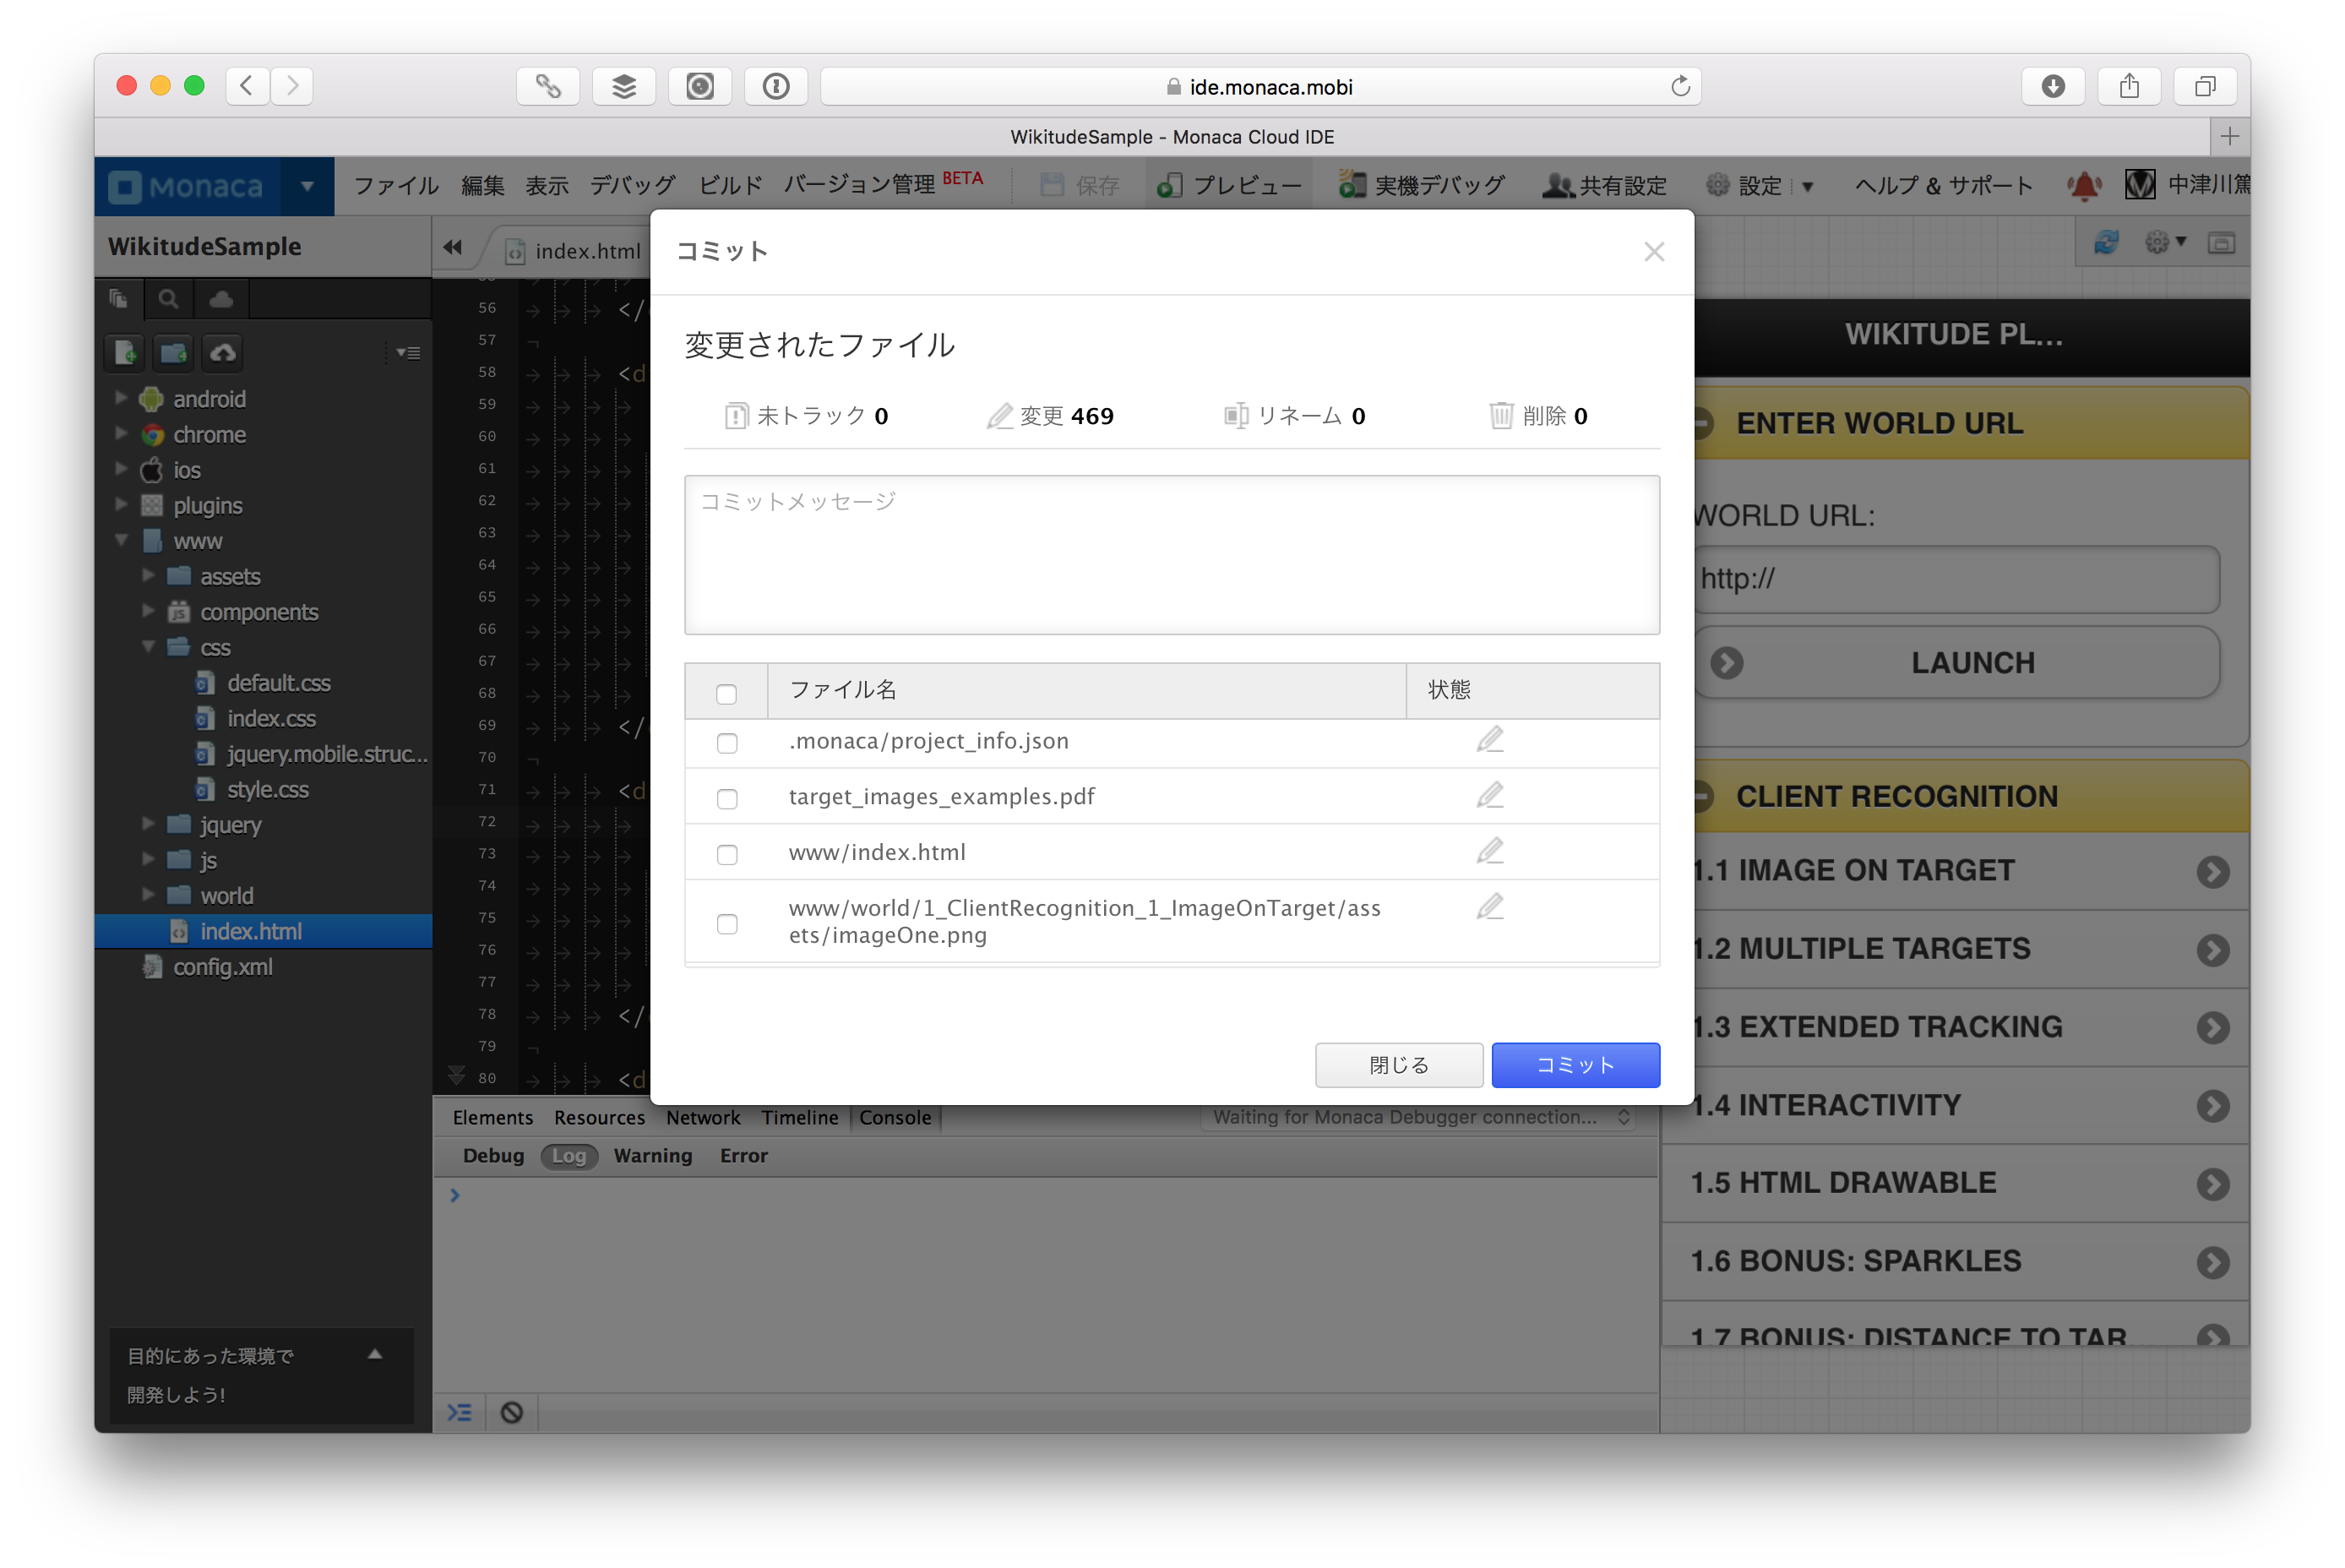 ide.monaca.mobi
WikitudeSample - Monaca Cloud IDE
Monaca
ファイル 編集 表示 デバッグ ビルド バージョン管理 BETA 保存 プレビュー 実機デバッグ 共有設定 設定 ヘルプ & サポート 中津川篤
WikitudeSample
index.html
android
chrome
ios
plugins
www
assets
components
css
default.css
index.css
jquery.mobile.struc...
style.css
jquery
js
world
index.html
config.xml
目的にあった環境で
開発しよう!
56 </
57
58 <d
59
60
61
62
63
64
65
66
67
68
69 </
70
71 <d
72
73
74
75
76
77
78 </
79
80 <d
コミット
変更されたファイル
未トラック 0 変更 469 リネーム 0 削除 0
コミットメッセージ
ファイル名 状態
.monaca/project_info.json
target_images_examples.pdf
www/index.html
www/world/1_ClientRecognition_1_ImageOnTarget/ass
ets/imageOne.png
閉じる コミット
Elements Resources Network Timeline Console Waiting for Monaca Debugger connection...
Debug Log Warning Error
WIKITUDE PL...
ENTER WORLD URL
WORLD URL:
http://
LAUNCH
CLIENT RECOGNITION
1.1 IMAGE ON TARGET
1.2 MULTIPLE TARGETS
1.3 EXTENDED TRACKING
1.4 INTERACTIVITY
1.5 HTML DRAWABLE
1.6 BONUS: SPARKLES
1.7 BONUS: DISTANCE TO TAR...